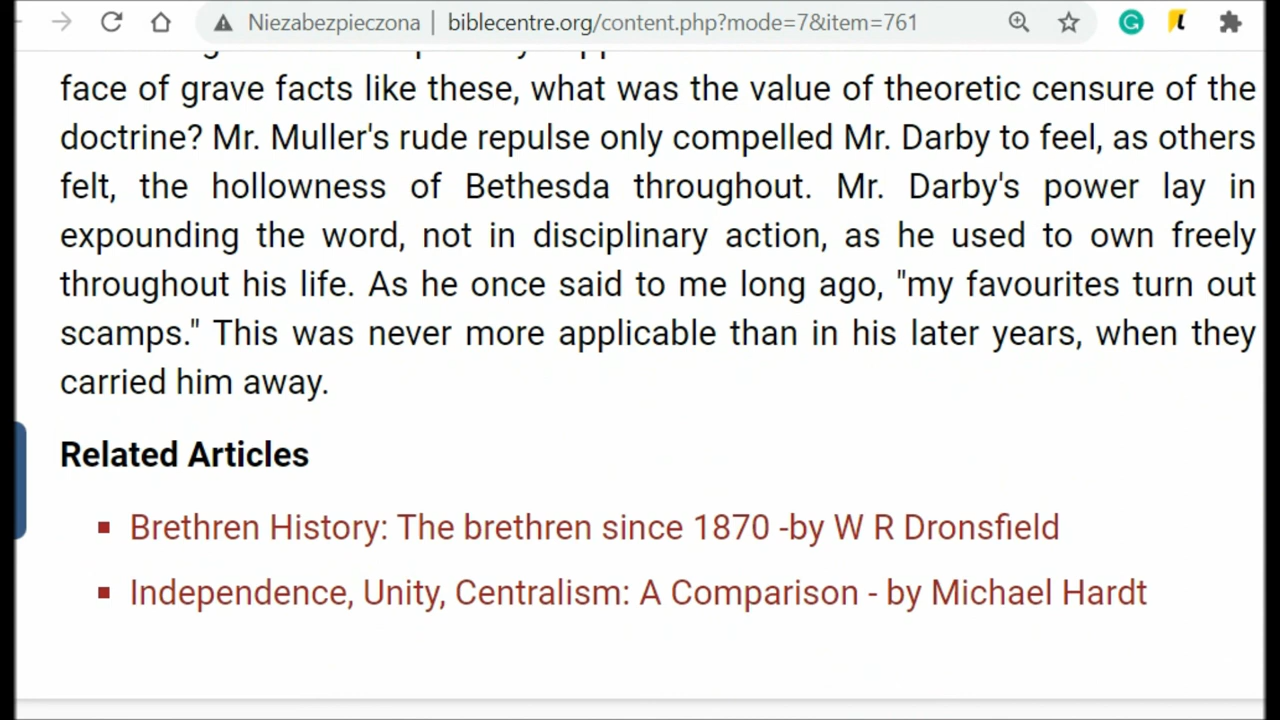 Niezabezpieczona | biblecentre.org/content.php?mode=7&item=761
face of grave facts like these, what was the value of theoretic censure of the
doctrine? Mr. Muller's rude repulse only compelled Mr. Darby to feel, as others
felt, the hollowness of Bethesda throughout. Mr. Darby's power lay in
expounding the word, not in disciplinary action, as he used to own freely
throughout his life. As he once said to me long ago, "my favourites turn out
scamps." This was never more applicable than in his later years, when they
carried him away.
Related Articles
Brethren History: The brethren since 1870 -by W R Dronsfield
Independence, Unity, Centralism: A Comparison - by Michael Hardt